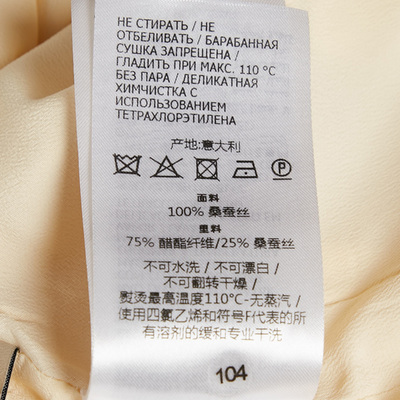 НЕ СТИРАТЬ / НЕ
ОТБЕЛИВАТЬ / БАРАБАННАЯ
СУШКА ЗАПРЕЩЕНА /
ГЛАДИТЬ ПРИ МАКС. 110 °C
БЕЗ ПАРА / ДЕЛИКАТНАЯ
ХИМЧИСТКА С
ИСПОЛЬЗОВАНИЕМ
ТЕТРАХЛОРЭТИЛЕНА
产地:意大利
P
面料
100% 桑蚕丝
里料
75% 醋酯纤维/25% 桑蚕丝
不可水洗 / 不可漂白 /
不可翻转干燥 /
熨烫最高温度110°C-无蒸汽 /
使用四氯乙烯和符号F代表的所
有溶剂的缓和专业干洗
104